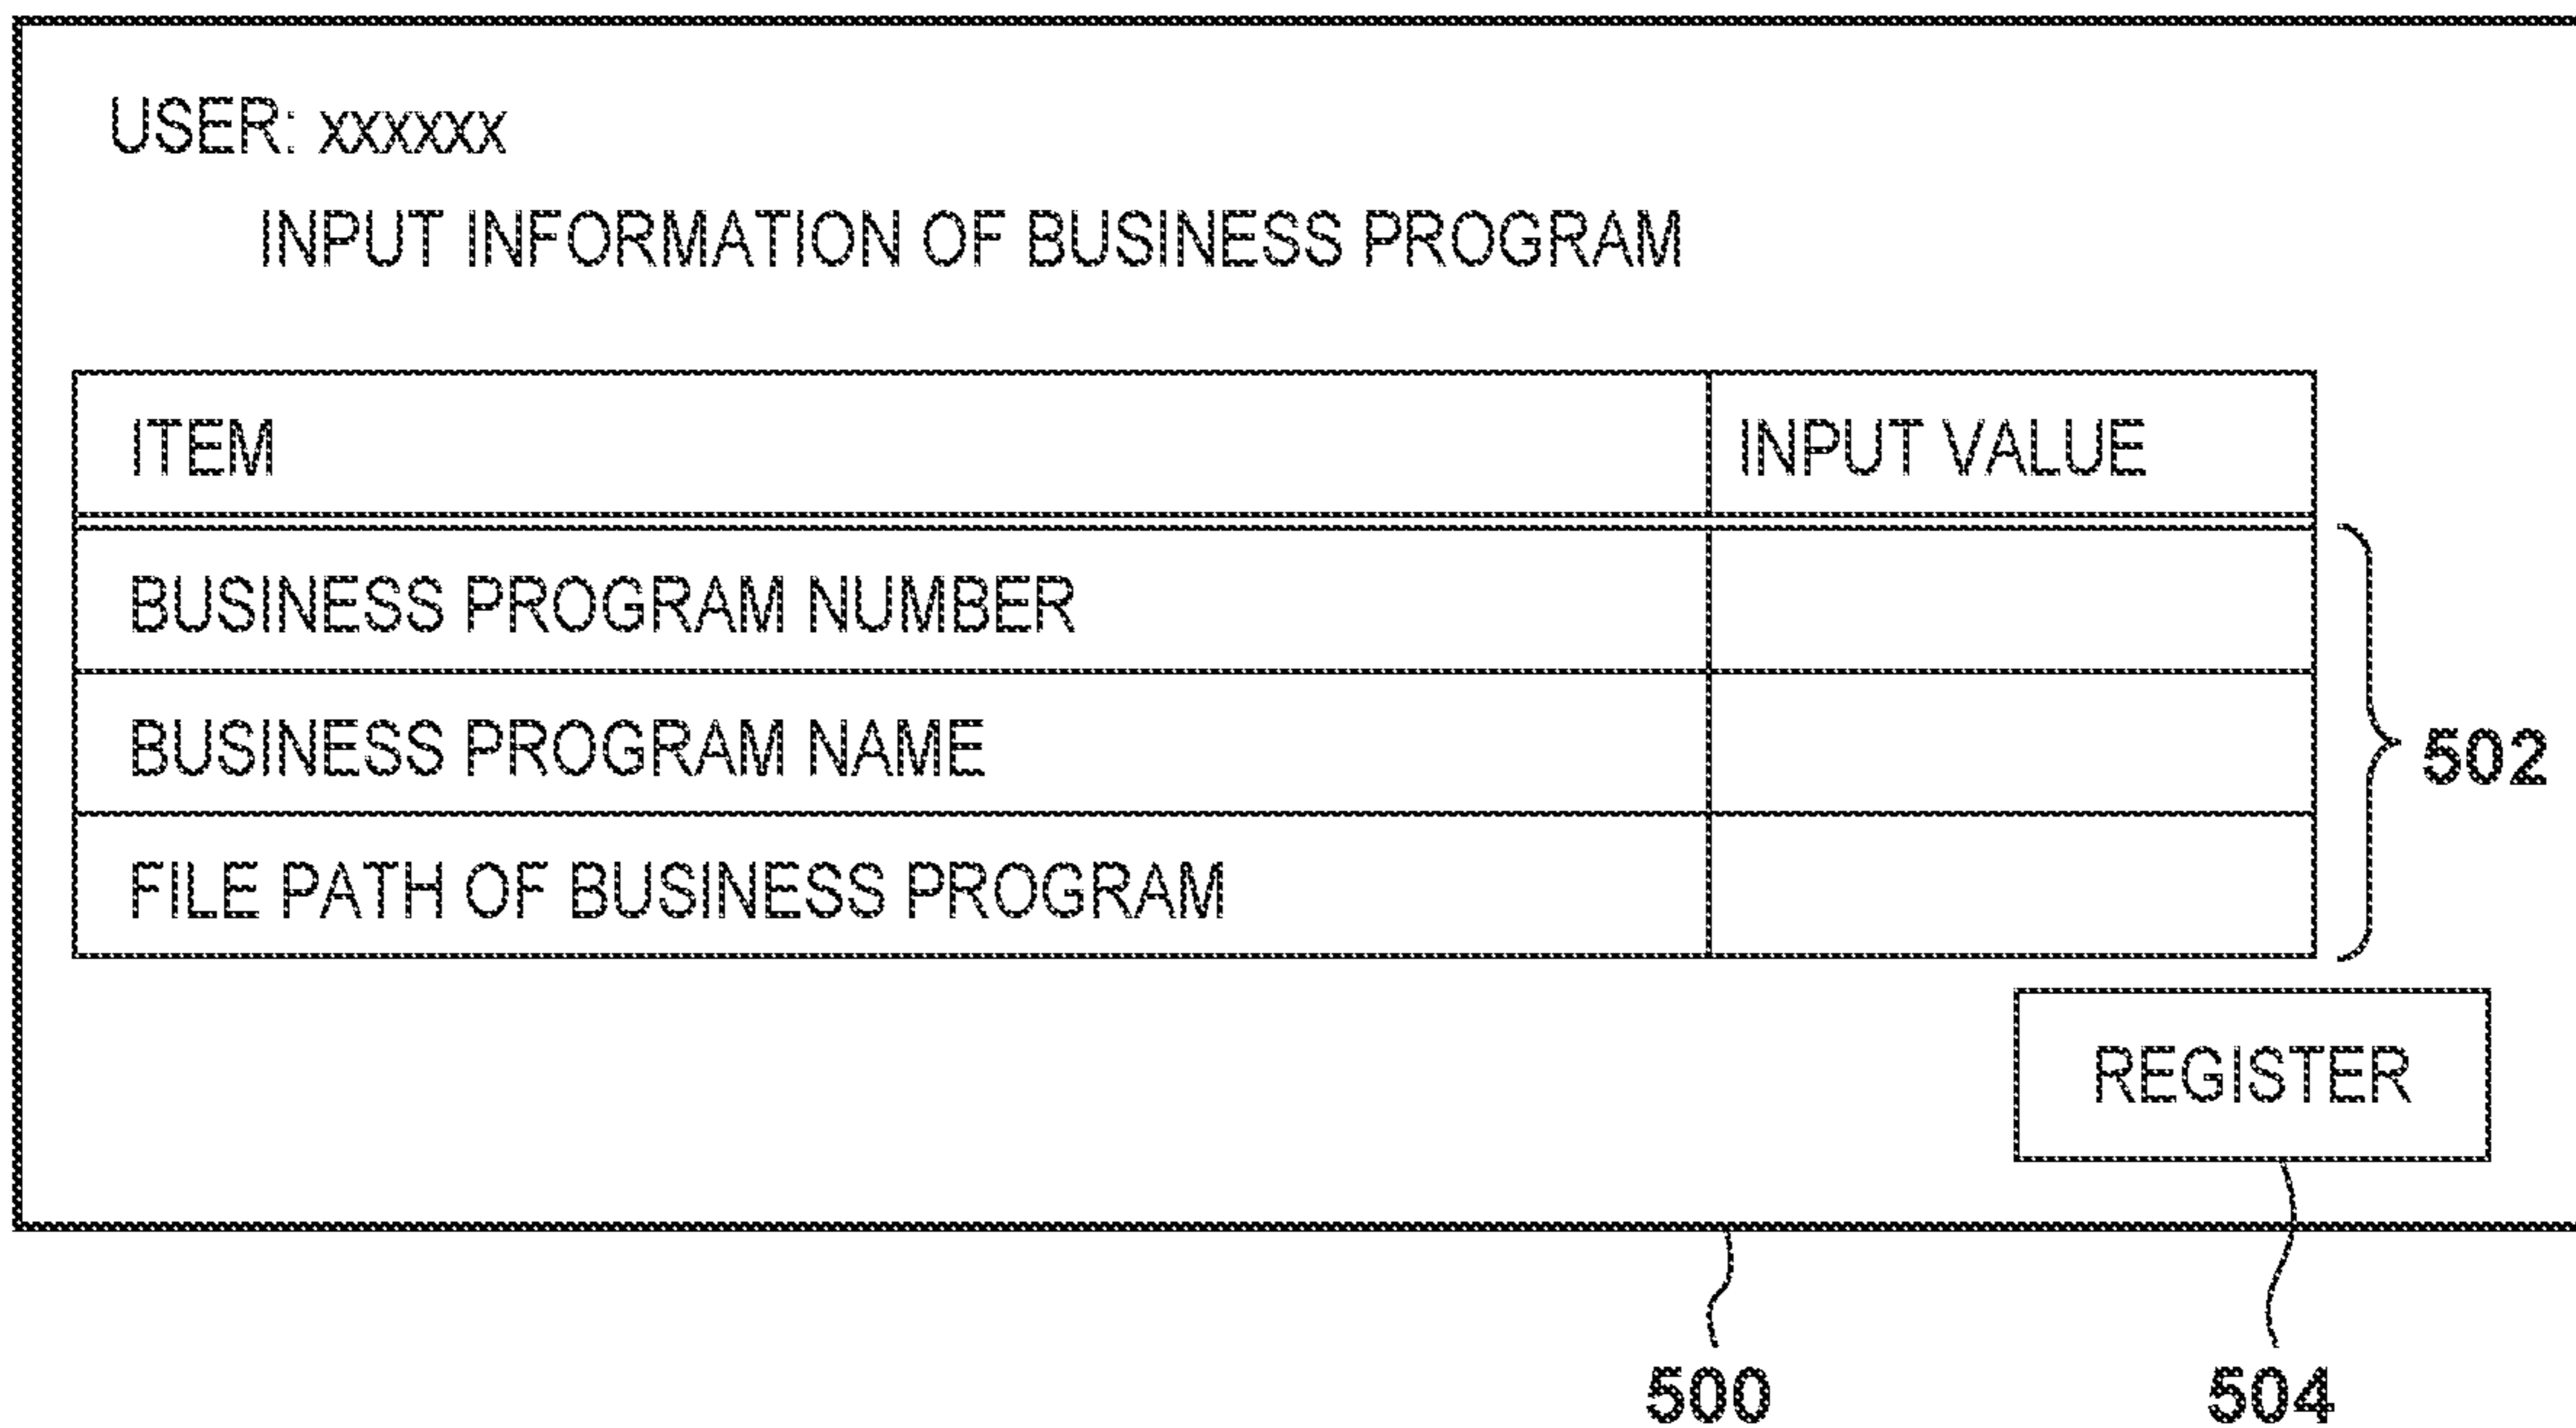 USER: xxxxxx
INPUT INFORMATION OF BUSINESS PROGRAM
ITEM INPUT VALUE
BUSINESS PROGRAM NUMBER
BUSINESS PROGRAM NAME
502
FILE PATH OF BUSINESS PROGRAM
REGISTER
500 504